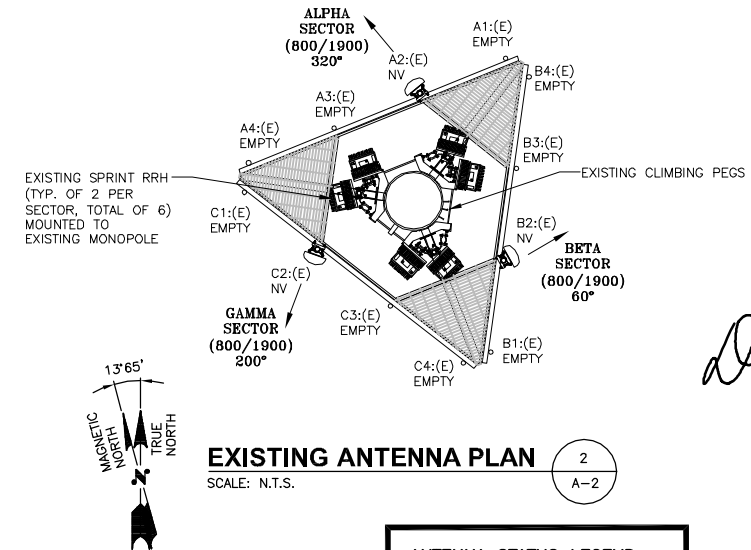 ALPHA
SECTOR
(800/1900)
320°
A1:(E)
EMPTY
A2:(E)
NV
B4:(E)
EMPTY
A3:(E)
EMPTY
A4:(E)
EMPTY
B3:(E)
EMPTY
EXISTING SPRINT RRH
(TYP. OF 2 PER
SECTOR, TOTAL OF 6)
MOUNTED TO
EXISTING MONOPOLE
EXISTING CLIMBING PEGS
C1:(E)
EMPTY
B2:(E)
NV
BETA
SECTOR
(800/1900)
60°
C2:(E)
NV
GAMMA
SECTOR
(800/1900)
200°
C3:(E)
EMPTY
B1:(E)
EMPTY
C4:(E)
EMPTY
13'65'
MAGNETIC
NORTH
TRUE
NORTH
N
EXISTING ANTENNA PLAN
SCALE: N.T.S.
2
A-2
ANTENNA STATUS LEGEND